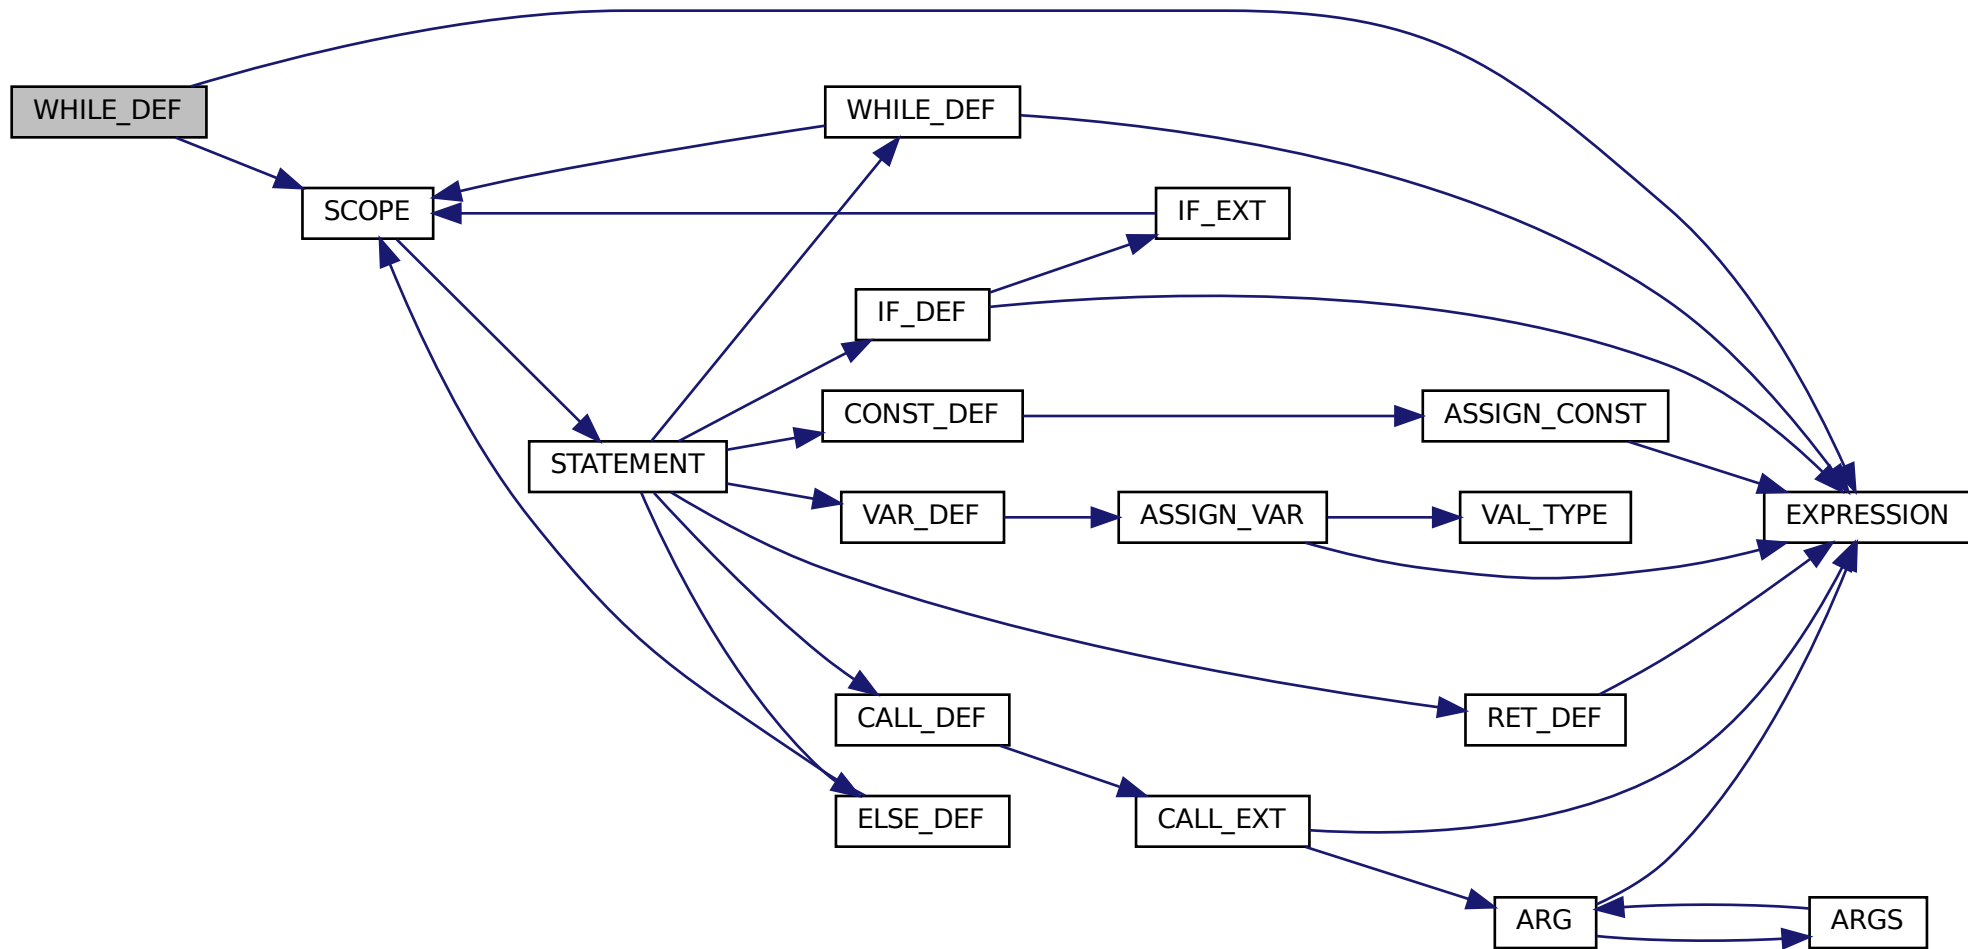 WHILE_DEF
WHILE_DEF
SCOPE
IF_EXT
IF_DEF
CONST_DEF
ASSIGN_CONST
STATEMENT
VAR_DEF
ASSIGN_VAR
VAL_TYPE
EXPRESSION
CALL_DEF
RET_DEF
ELSE_DEF
CALL_EXT
ARG
ARGS